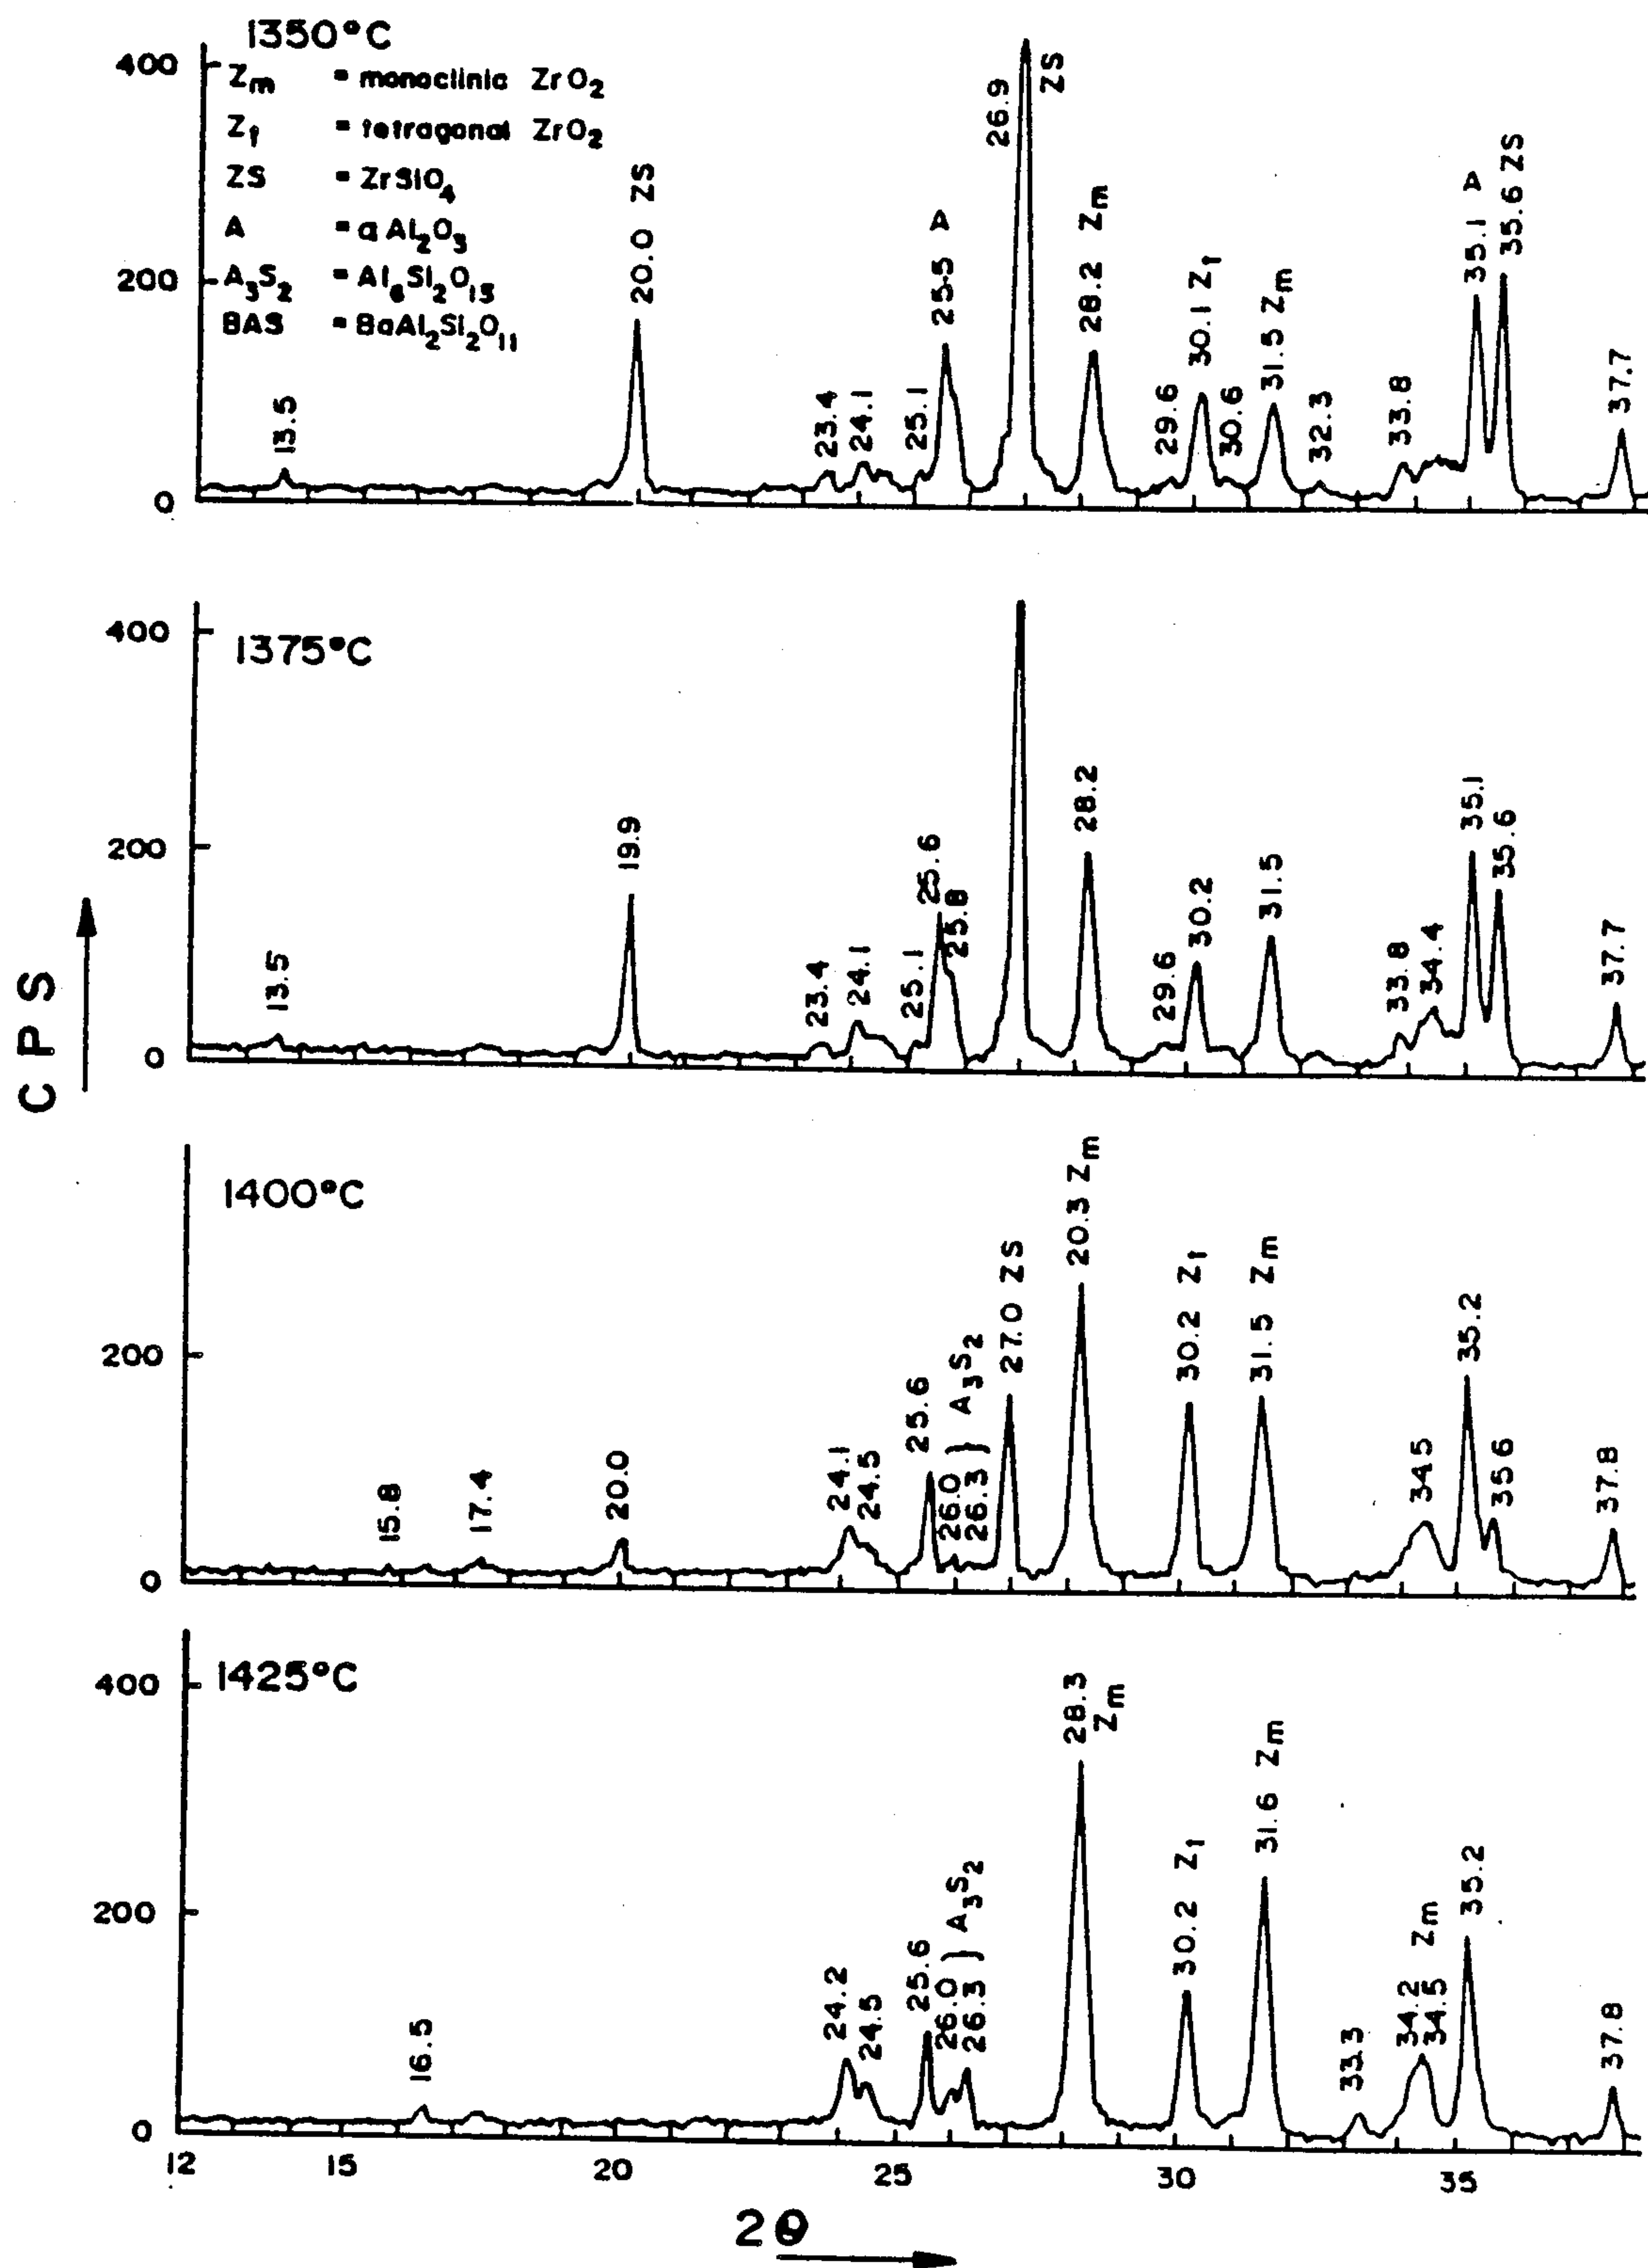 1350°C
400
200
0
Zm = monoclinic ZrO2
Zt = tetragonal ZrO2
ZS = ZrSiO4
A = α Al2O3
A3S2 = Al6Si2O13
BAS = BaAl2Si2O11
13.5
20.0 ZS
23.4
24.1
25.1
25.5 A
26.9 ZS
28.2 Zm
29.6
30.1 Zt
30.6
31.5 Zm
32.3
33.8
35.1 A
35.6 ZS
37.7
1375°C
400
200
0
13.5
19.9
23.4
24.1
25.1
25.6
25.8
28.2
29.6
30.2
31.5
33.8
34.4
35.1
35.6
37.7
CPS
1400°C
200
0
15.8
17.4
20.0
24.1
24.5
25.6
26.0 } A3S2
26.3 }
27.0 ZS
20.3 Zm
30.2 Zt
31.5 Zm
34.5
35.2
35.6
37.8
1425°C
400
200
0
16.5
24.2
24.5
25.6
26.0 } A3S2
26.3 }
28.3 Zm
30.2 Zt
31.6 Zm
33.3
34.2 Zm
34.5
35.2
37.8
12 15 20 25 30 35
2θ